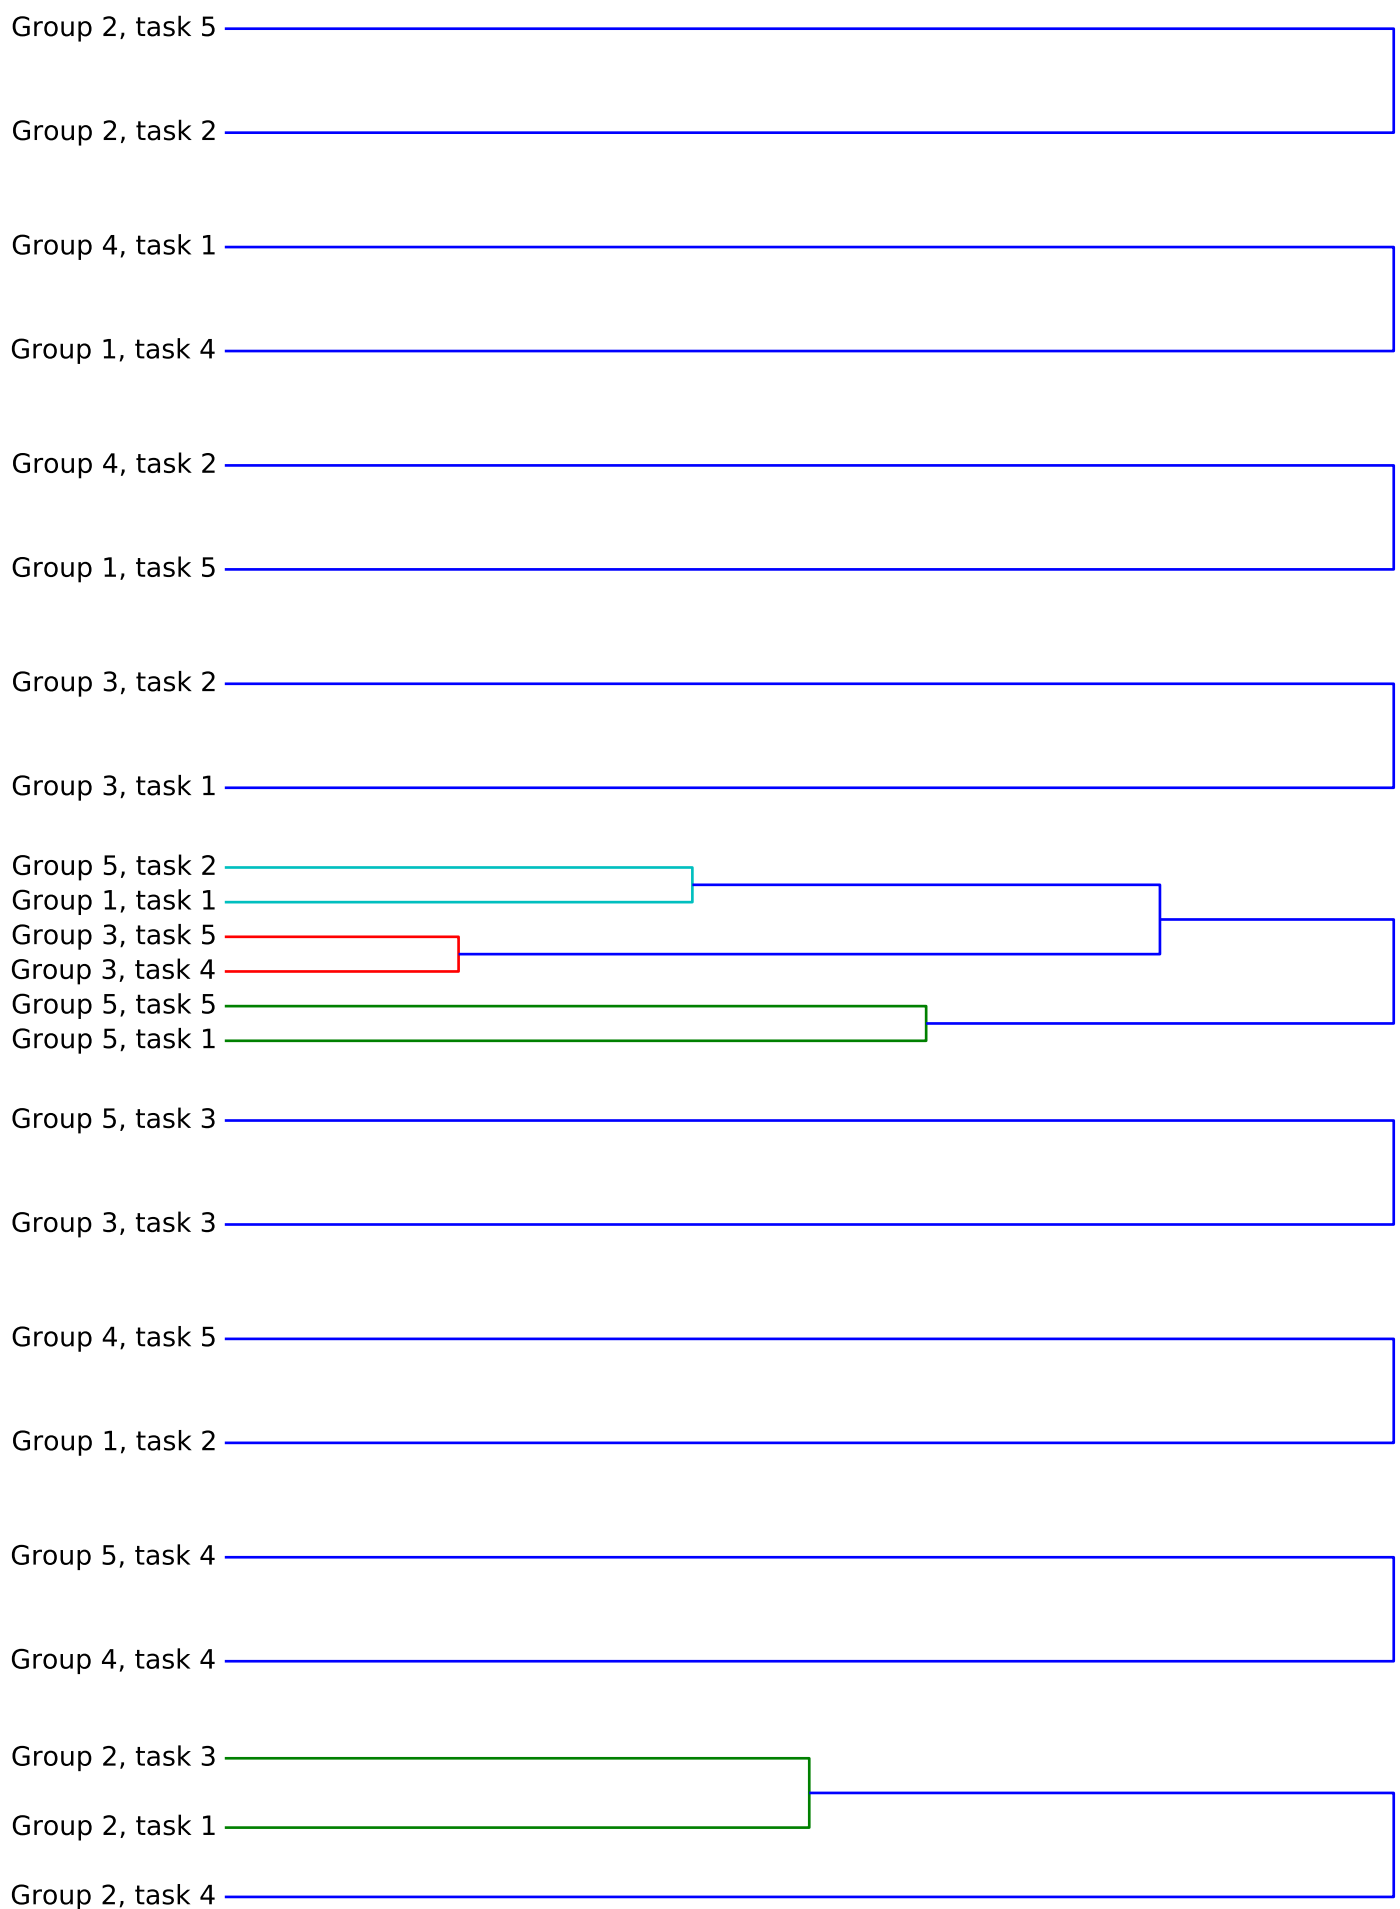 Group 2, task 5
Group 2, task 2
Group 4, task 1
Group 1, task 4
Group 4, task 2
Group 1, task 5
Group 3, task 2
Group 3, task 1
Group 5, task 2
Group 1, task 1
Group 3, task 5
Group 3, task 4
Group 5, task 5
Group 5, task 1
Group 5, task 3
Group 3, task 3
Group 4, task 5
Group 1, task 2
Group 5, task 4
Group 4, task 4
Group 2, task 3
Group 2, task 1
Group 2, task 4